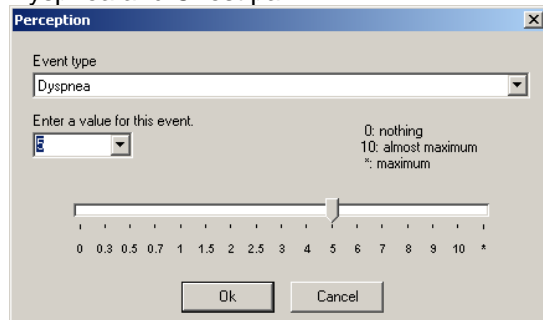 Perception
Event type
Dyspnea
Enter a value for this event.
5
0: nothing
10: almost maximum
*: maximum
0 0.3 0.5 0.7 1 1.5 2 2.5 3 4 5 6 7 8 9 10 *
Ok Cancel